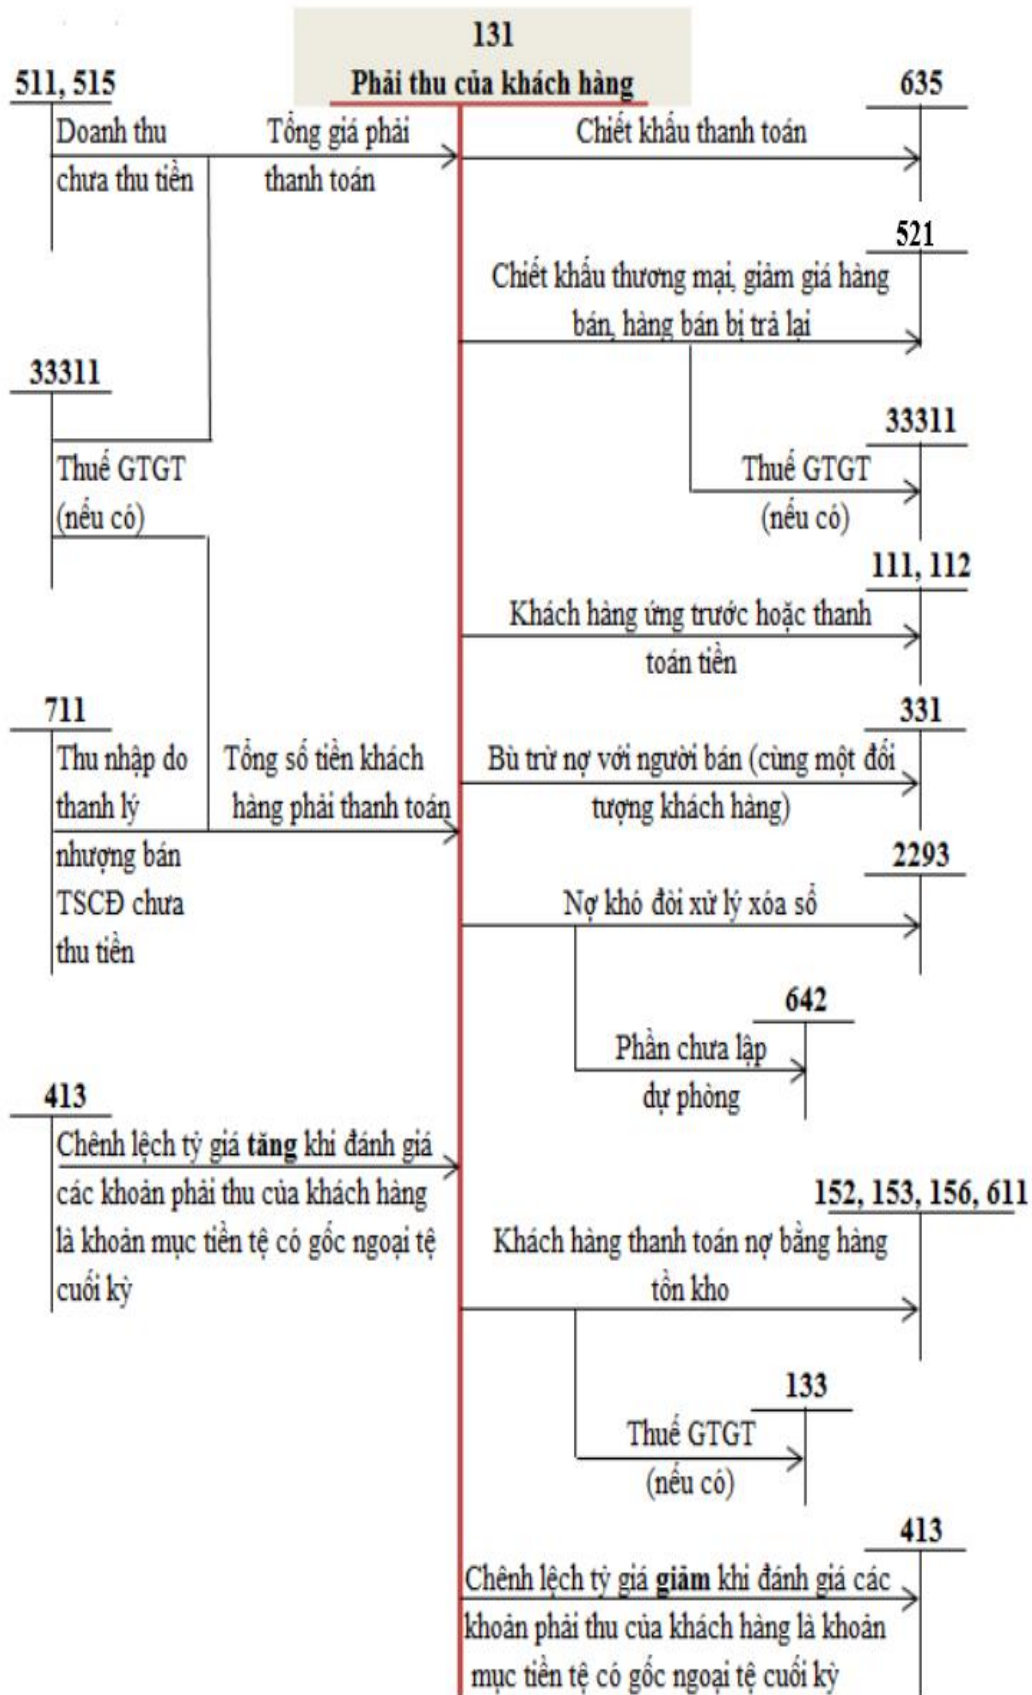 131
Phải thu của khách hàng
511, 515
Doanh thu
chưa thu tiền
Tổng giá phải
thanh toán
635
Chiết khấu thanh toán
521
Chiết khấu thương mại, giảm giá hàng
bán, hàng bán bị trả lại
33311
Thuế GTGT
(nếu có)
33311
Thuế GTGT
(nếu có)
111, 112
Khách hàng ứng trước hoặc thanh
toán tiền
711
Thu nhập do
thanh lý
nhượng bán
TSCĐ chưa
thu tiền
Tổng số tiền khách
hàng phải thanh toán
331
Bù trừ nợ với người bán (cùng một đối
tượng khách hàng)
2293
Nợ khó đòi xử lý xóa sổ
642
Phần chưa lập
dự phòng
413
Chênh lệch tỷ giá tăng khi đánh giá
các khoản phải thu của khách hàng
là khoản mục tiền tệ có gốc ngoại tệ
cuối kỳ
152, 153, 156, 611
Khách hàng thanh toán nợ bằng hàng
tồn kho
133
Thuế GTGT
(nếu có)
413
Chênh lệch tỷ giá giảm khi đánh giá các
khoản phải thu của khách hàng là khoản
mục tiền tệ có gốc ngoại tệ cuối kỳ